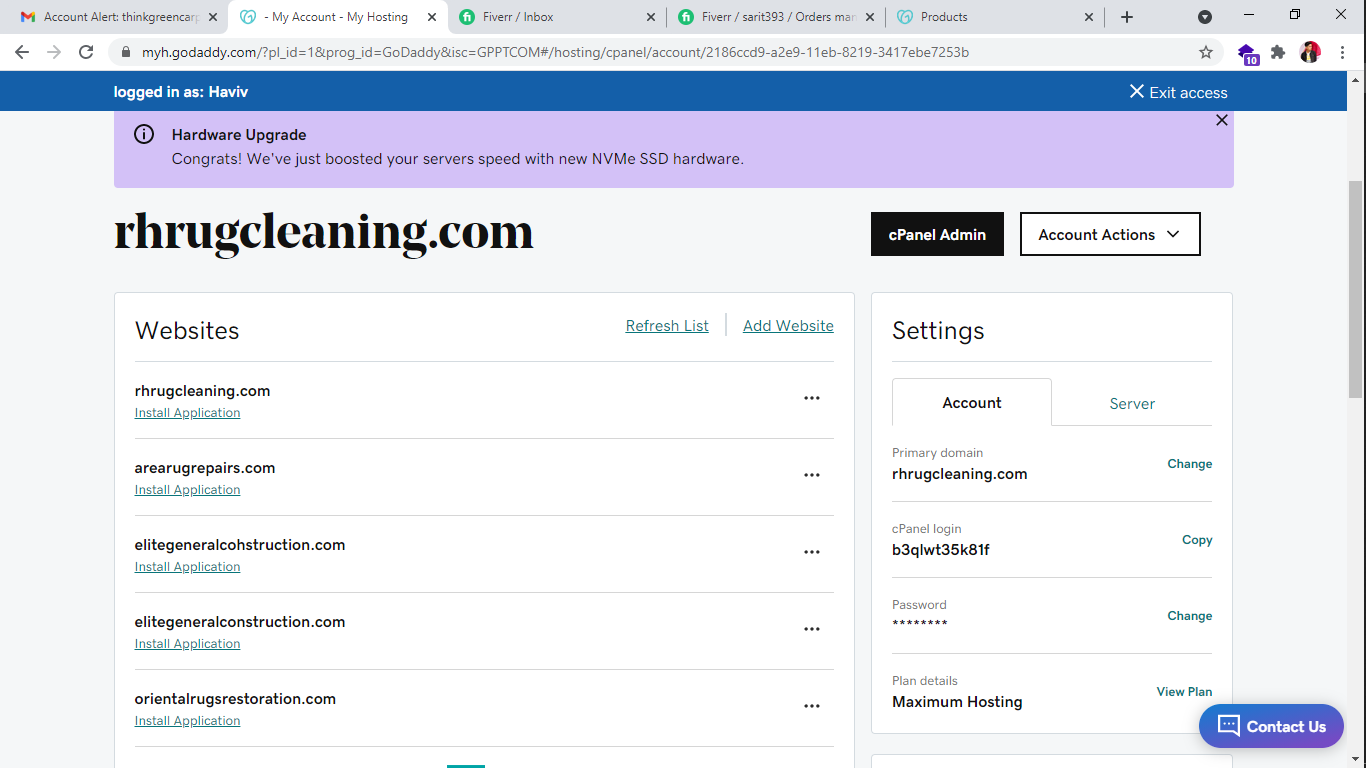 Account Alert: thinkgreencarp
- My Account - My Hosting
Fiverr / Inbox
Fiverr / sarit393 / Orders man
Products
myh.godaddy.com/?pl_id=1&prog_id=GoDaddy&isc=GPPTCOM#/hosting/cpanel/account/2186ccd9-a2e9-11eb-8219-3417ebe7253b
10
logged in as: Haviv
Exit access
Hardware Upgrade
Congrats! We've just boosted your servers speed with new NVMe SSD hardware.
rhrugcleaning.com
cPanel Admin
Account Actions
Websites
Refresh List
Add Website
rhrugcleaning.com
Install Application
arearugrepairs.com
Install Application
elitegeneralcohstruction.com
Install Application
elitegeneralconstruction.com
Install Application
orientalrugsrestoration.com
Install Application
Settings
Account
Server
Primary domain
rhrugcleaning.com
Change
cPanel login
b3qlwt35k81f
Copy
Password
********
Change
Plan details
Maximum Hosting
View Plan
Contact Us